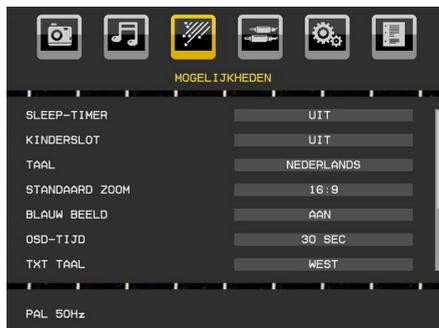 MOGELIJKHEDEN
SLEEP-TIMER UIT
KINDERSLOT UIT
TAAL NEDERLANDS
STANDAARD ZOOM 16:9
BLAUW BEELD AAN
OSD-TIJD 30 SEC
TXT TAAL WEST
PAL 50Hz